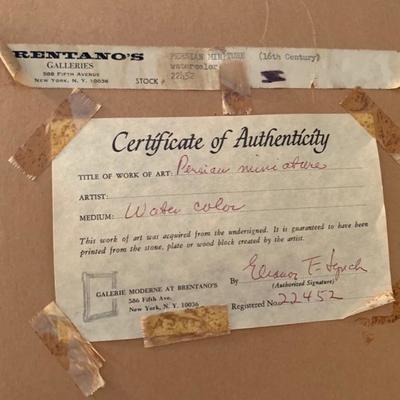 BRENTANO'S
GALLERIES
586 FIFTH AVENUE
NEW YORK, N. Y. 10036
STOCK#
PERSIAN MINITURE (16th Century)
watercolor
22452
Certificate of Authenticity
TITLE OF WORK OF ART: Persian miniature
ARTIST:
MEDIUM: Water color
This work of art was acquired from the undersigned. It is guaranteed to have been
printed from the stone, plate or wood block created by the artist.
GALERIE MODERNE AT BRENTANO'S
586 Fifth Ave.
New York, N. Y. 10036
By Eleanor F. Lynch
(Authorized Signature)
Registered No. 22452